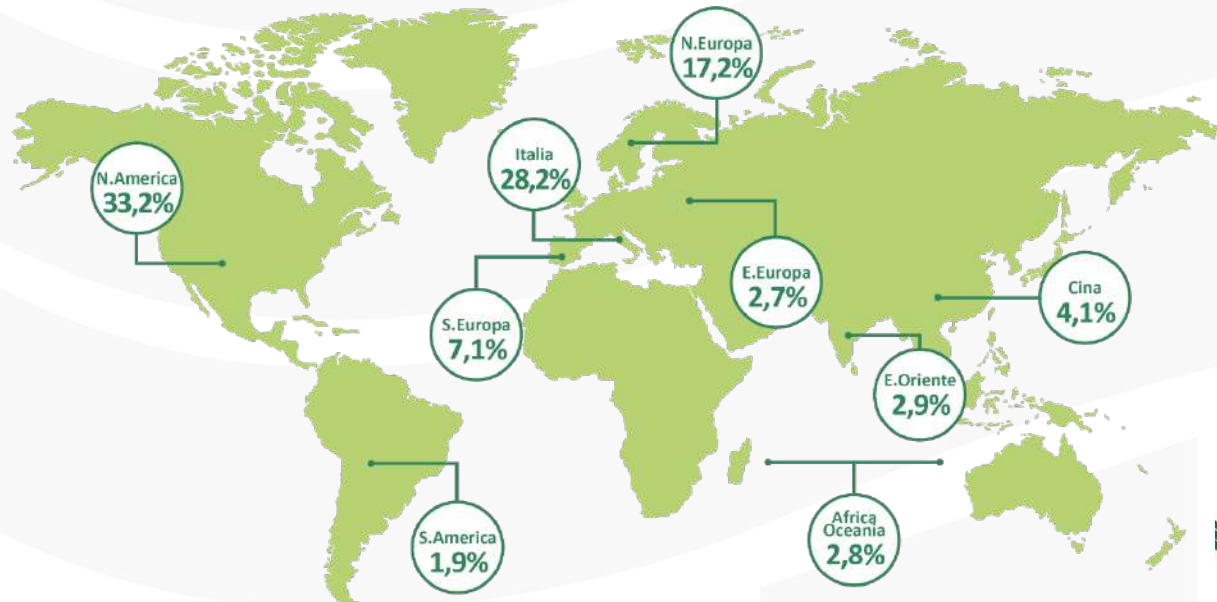 N.Europa
17,2%
Italia
28,2%
N.America
33,2%
E.Europa
2,7%
Cina
4,1%
S.Europa
7,1%
E.Oriente
2,9%
Africa
Oceania
2,8%
S.America
1,9%